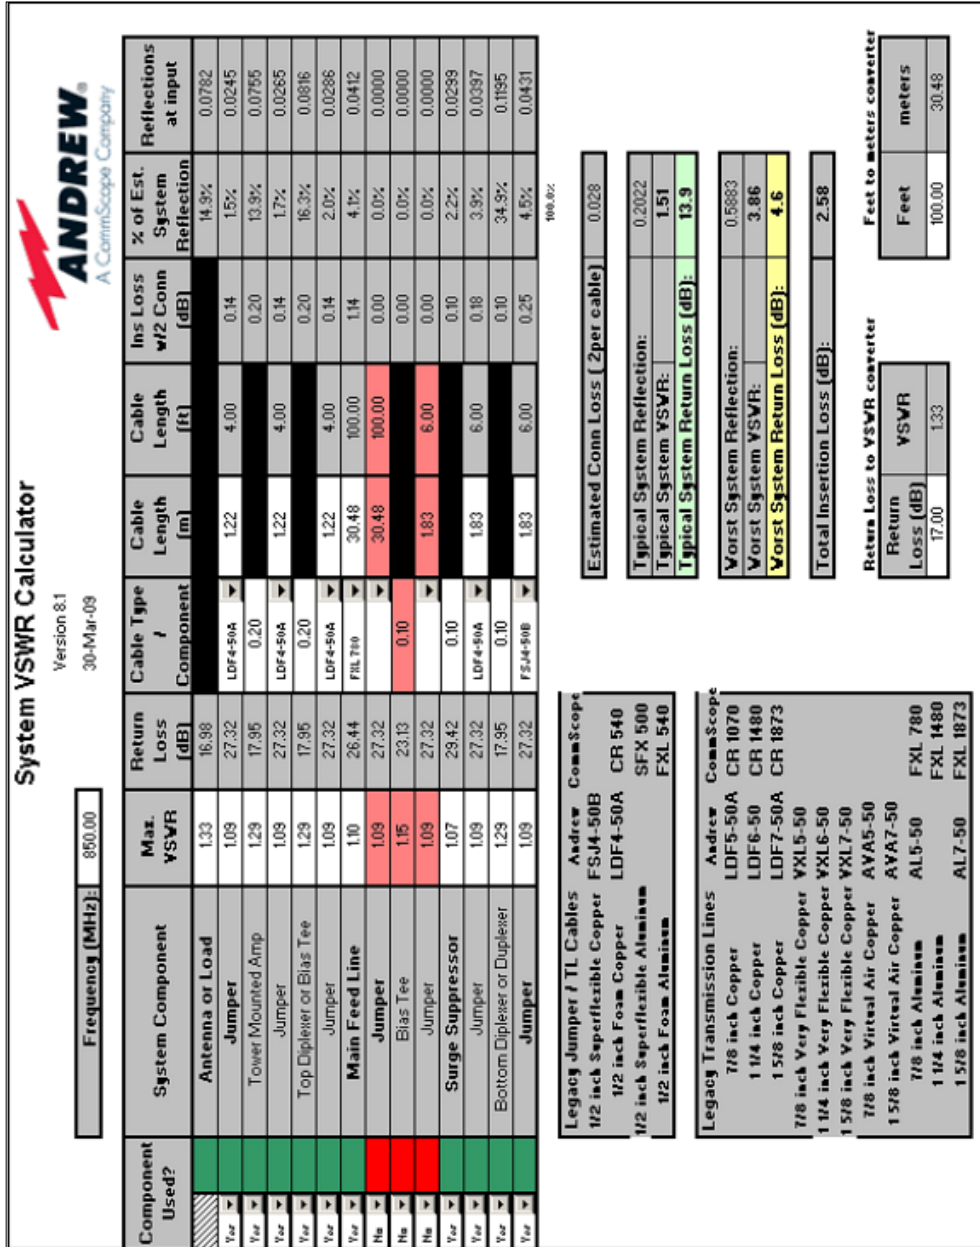 System VSWR Calculator
Version 8.1
30-Mar-09
ANDREW®
A CommScope Company
Frequency (MHz): 850.00
Component Used? System Component Max. VSWR Return Loss (dB) Cable Type / Component Cable Length (m) Cable Length (ft) Ins Loss w/2 Conn (dB) % of Est. System Reflection Reflections at input
Antenna or Load 1.33 16.98 14.9% 0.0782
Yes Jumper 1.09 27.32 LDF4-50A 1.22 4.00 0.14 1.5% 0.0245
Yes Tower Mounted Amp 1.29 17.95 0.20 0.20 13.9% 0.0755
Yes Jumper 1.09 27.32 LDF4-50A 1.22 4.00 0.14 1.7% 0.0265
Yes Top Diplexer or Bias Tee 1.29 17.95 0.20 0.20 16.3% 0.0816
Yes Jumper 1.09 27.32 LDF4-50A 1.22 4.00 0.14 2.0% 0.0286
Yes Main Feed Line 1.10 26.44 FXL 780 30.48 100.00 1.14 4.1% 0.0412
No Jumper 1.09 27.32 30.48 100.00 0.00 0.0% 0.0000
No Bias Tee 1.15 23.13 0.10 0.00 0.0% 0.0000
No Jumper 1.09 27.32 1.83 6.00 0.00 0.0% 0.0000
Yes Surge Suppressor 1.07 29.42 0.10 0.10 2.2% 0.0299
Yes Jumper 1.09 27.32 LDF4-50A 1.83 6.00 0.18 3.9% 0.0397
Yes Bottom Diplexer or Duplexer 1.29 17.95 0.10 0.10 34.9% 0.1195
Yes Jumper 1.09 27.32 FSJ4-50B 1.83 6.00 0.25 4.5% 0.0431
100.0%
Legacy Jumper / TL Cables Andrew CommScope
1/2 inch Superflexible Copper FSJ4-50B
1/2 inch Foam Copper LDF4-50A CR 540
1/2 inch Superflexible Aluminum SFX 500
1/2 inch Foam Aluminum FXL 540
Legacy Transmission Lines Andrew CommScope
7/8 inch Copper LDF5-50A CR 1070
1 1/4 inch Copper LDF6-50 CR 1480
1 5/8 inch Copper LDF7-50A CR 1873
7/8 inch Very Flexible Copper VXL5-50
1 1/4 inch Very Flexible Copper VXL6-50
1 5/8 inch Very Flexible Copper VXL7-50
7/8 inch Virtual Air Copper AVA5-50
1 5/8 inch Virtual Air Copper AVA7-50
7/8 inch Aluminum AL5-50 FXL 780
1 1/4 inch Aluminum FXL 1480
1 5/8 inch Aluminum AL7-50 FXL 1873
Estimated Conn Loss ( 2per cable) 0.028
Typical System Reflection: 0.2022
Typical System VSWR: 1.51
Typical System Return Loss (dB): 13.9
Worst System Reflection: 0.5883
Worst System VSWR: 3.86
Worst System Return Loss (dB): 4.6
Total Insertion Loss (dB): 2.58
Return Loss to VSWR converter
Return Loss (dB) VSWR
17.00 1.33
Feet to meters converter
Feet meters
100.00 30.48